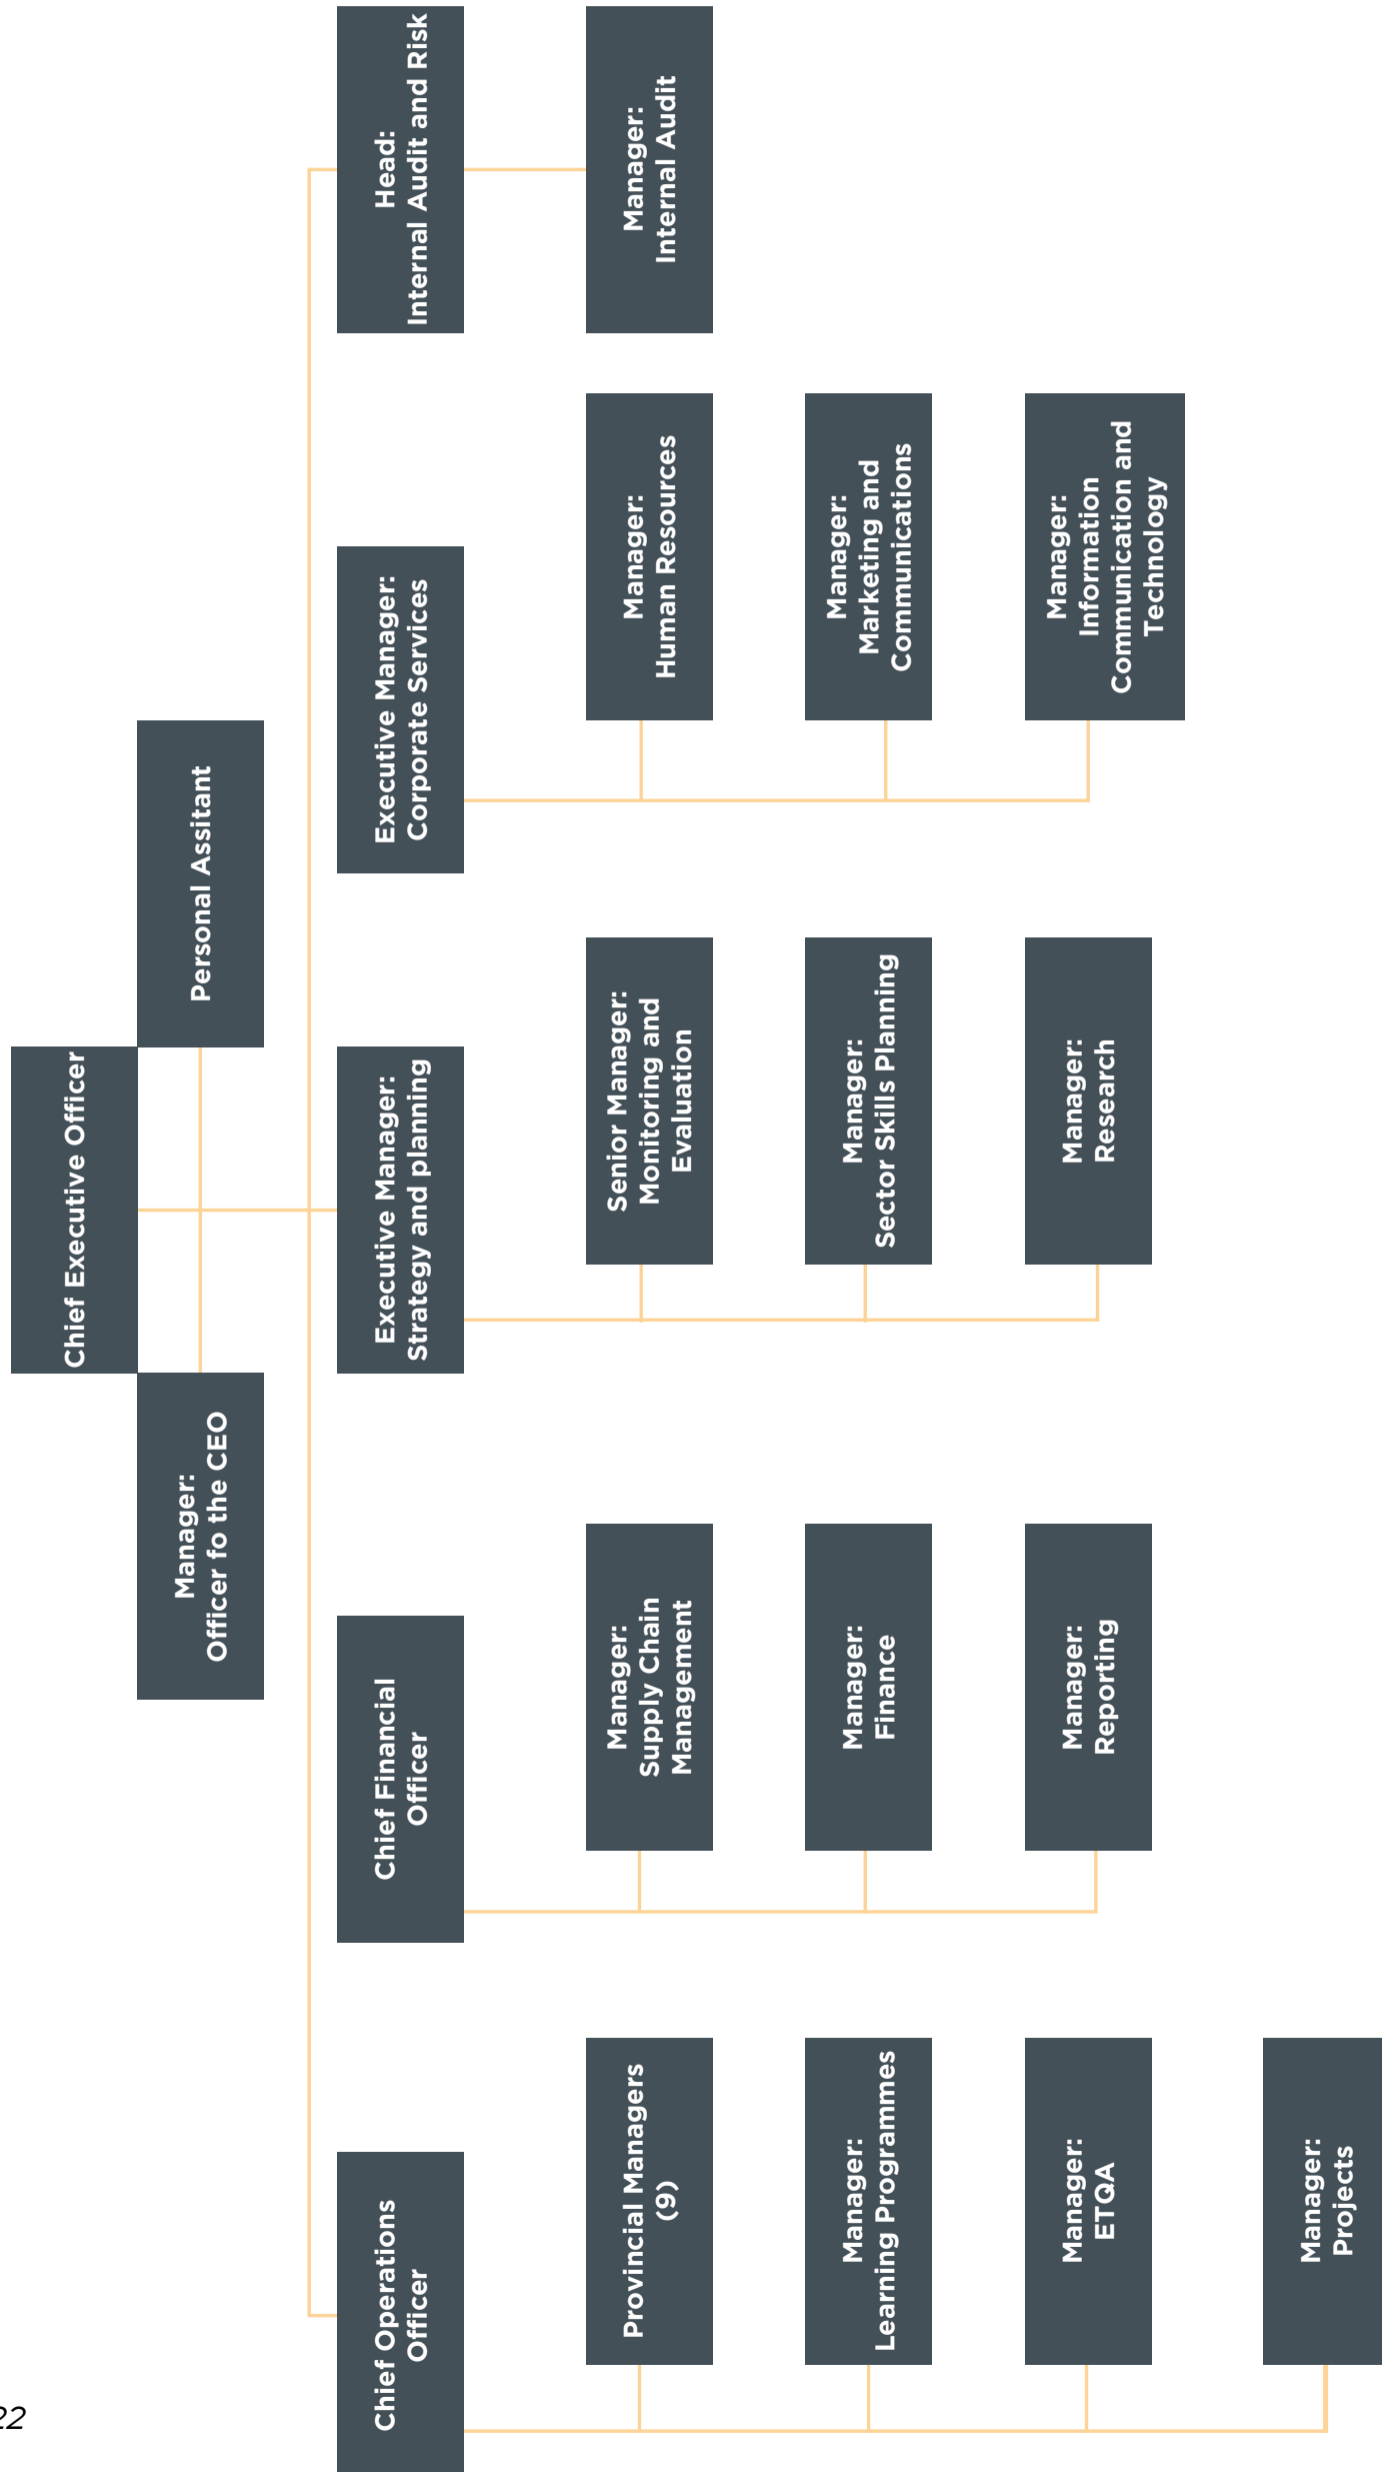 Chief Executive Officer
Manager:
Officer fo the CEO
Personal Assitant
Chief Operations
Officer
Chief Financial
Officer
Executive Manager:
Strategy and planning
Executive Manager:
Corporate Services
Head:
Internal Audit and Risk
Provincial Managers
(9)
Manager:
Learning Programmes
Manager:
ETQA
Manager:
Projects
Manager:
Supply Chain
Management
Manager:
Finance
Manager:
Reporting
Senior Manager:
Monitoring and
Evaluation
Manager:
Sector Skills Planning
Manager:
Research
Manager:
Human Resources
Manager:
Marketing and
Communications
Manager:
Information
Communication and
Technology
Manager:
Internal Audit
22